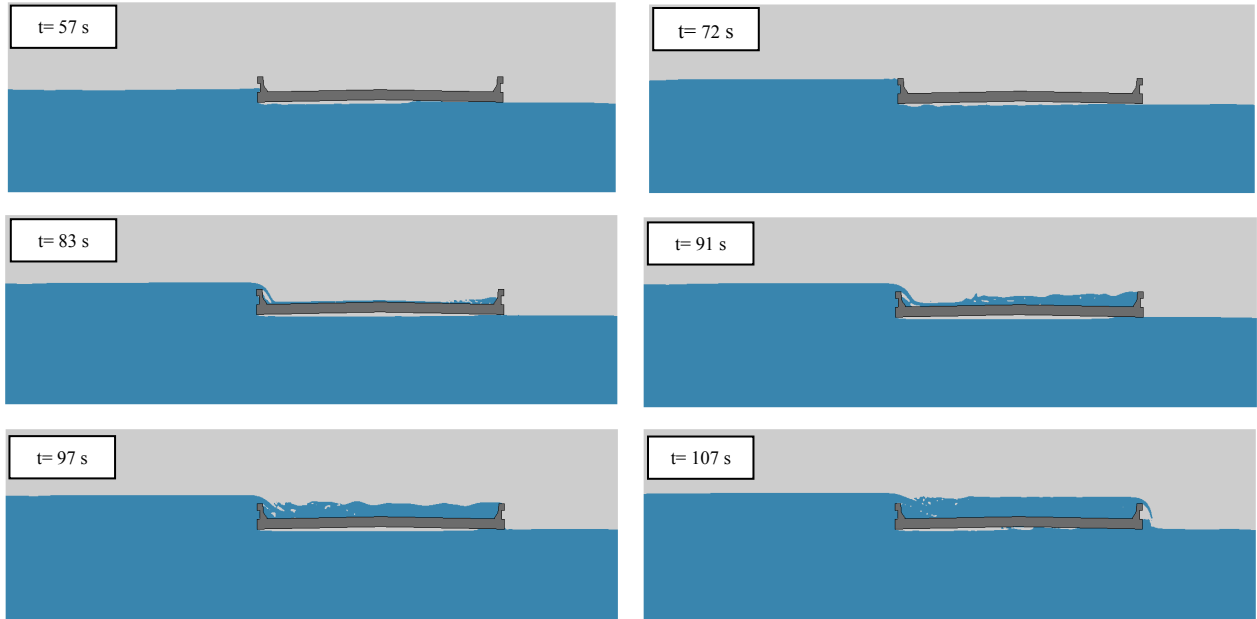 t= 57 s
t= 72 s
t= 83 s
t= 91 s
t= 97 s
t= 107 s